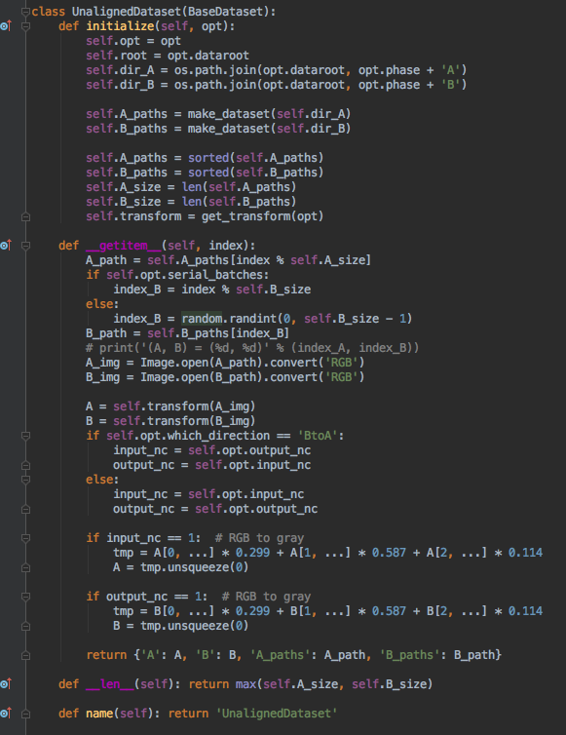 class UnalignedDataset(BaseDataset):
    def initialize(self, opt):
        self.opt = opt
        self.root = opt.dataroot
        self.dir_A = os.path.join(opt.dataroot, opt.phase + 'A')
        self.dir_B = os.path.join(opt.dataroot, opt.phase + 'B')

        self.A_paths = make_dataset(self.dir_A)
        self.B_paths = make_dataset(self.dir_B)

        self.A_paths = sorted(self.A_paths)
        self.B_paths = sorted(self.B_paths)
        self.A_size = len(self.A_paths)
        self.B_size = len(self.B_paths)
        self.transform = get_transform(opt)

    def __getitem__(self, index):
        A_path = self.A_paths[index % self.A_size]
        if self.opt.serial_batches:
            index_B = index % self.B_size
        else:
            index_B = random.randint(0, self.B_size - 1)
        B_path = self.B_paths[index_B]
        # print('(A, B) = (%d, %d)' % (index_A, index_B))
        A_img = Image.open(A_path).convert('RGB')
        B_img = Image.open(B_path).convert('RGB')

        A = self.transform(A_img)
        B = self.transform(B_img)
        if self.opt.which_direction == 'BtoA':
            input_nc = self.opt.output_nc
            output_nc = self.opt.input_nc
        else:
            input_nc = self.opt.input_nc
            output_nc = self.opt.output_nc

        if input_nc == 1:  # RGB to gray
            tmp = A[0, ...] * 0.299 + A[1, ...] * 0.587 + A[2, ...] * 0.114
            A = tmp.unsqueeze(0)

        if output_nc == 1:  # RGB to gray
            tmp = B[0, ...] * 0.299 + B[1, ...] * 0.587 + B[2, ...] * 0.114
            B = tmp.unsqueeze(0)

        return {'A': A, 'B': B, 'A_paths': A_path, 'B_paths': B_path}

    def __len__(self): return max(self.A_size, self.B_size)

    def name(self): return 'UnalignedDataset'